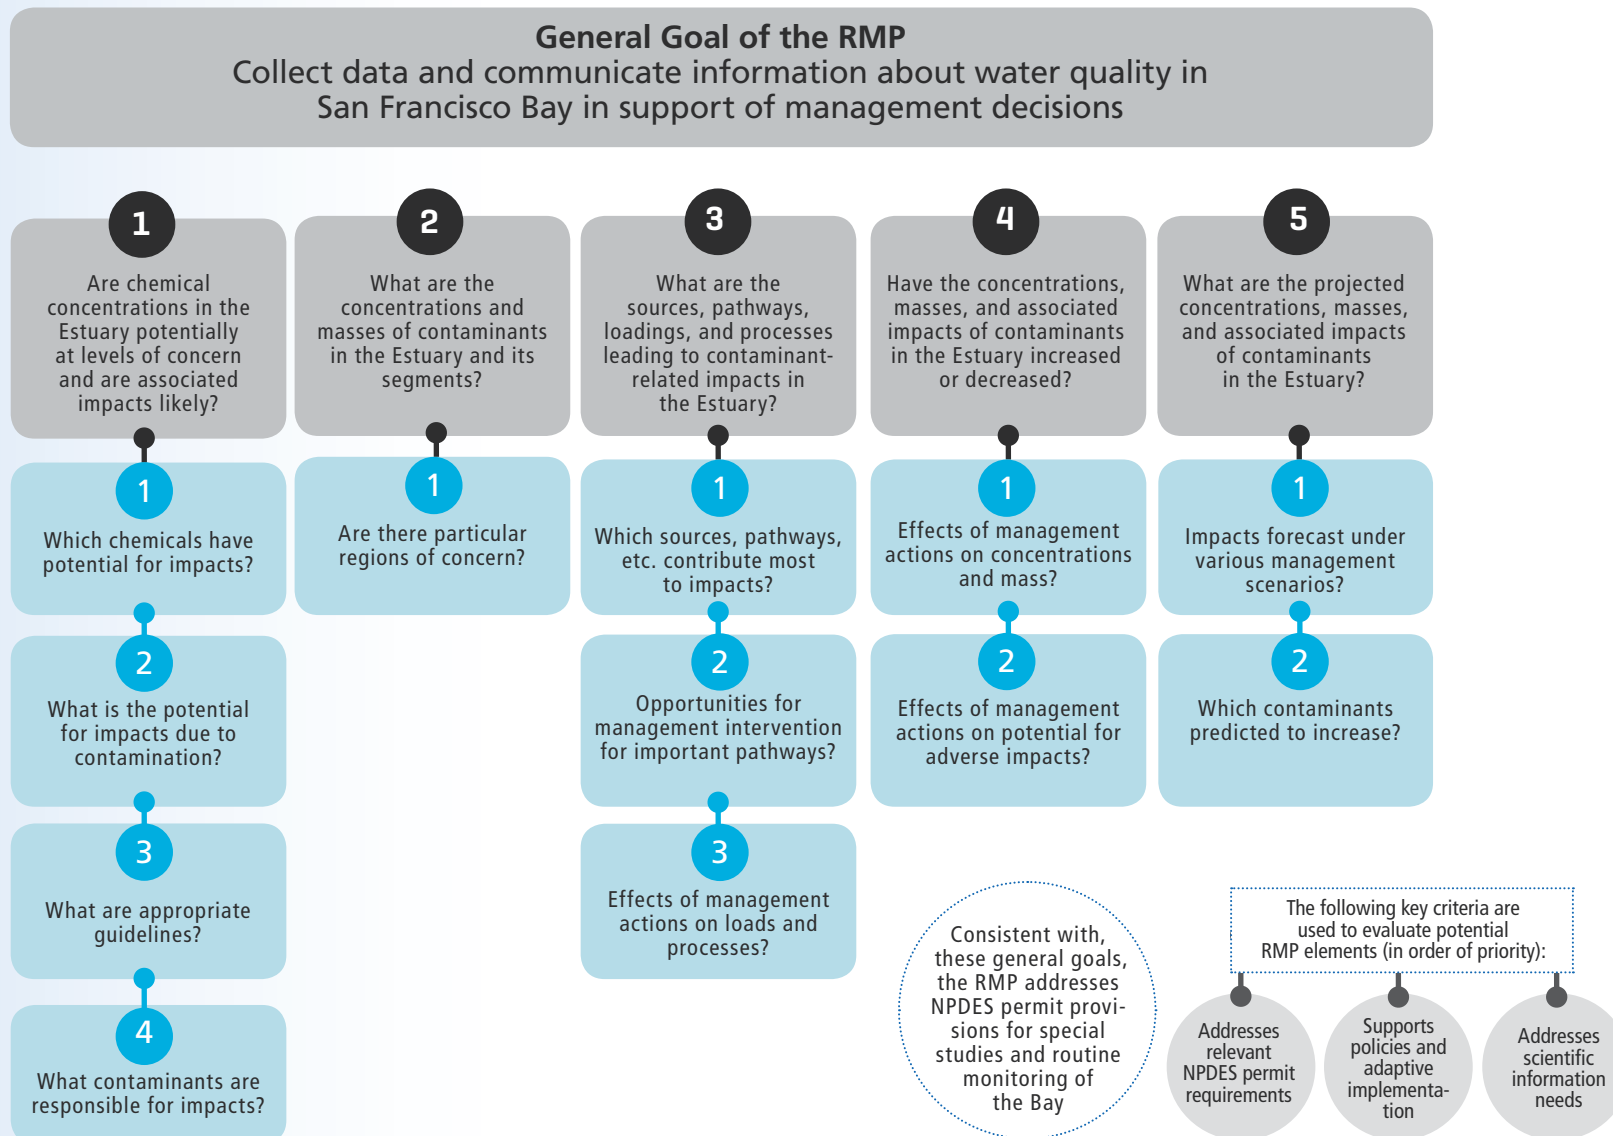 General Goal of the RMP
Collect data and communicate information about water quality in
San Francisco Bay in support of management decisions
1
Are chemical
concentrations in the
Estuary potentially
at levels of concern
and are associated
impacts likely?
1
Which chemicals have
potential for impacts?
2
What is the potential
for impacts due to
contamination?
3
What are appropriate
guidelines?
4
What contaminants are
responsible for impacts?
2
What are the
concentrations and
masses of contaminants
in the Estuary and its
segments?
1
Are there particular
regions of concern?
3
What are the
sources, pathways,
loadings, and processes
leading to contaminant-
related impacts in
the Estuary?
1
Which sources, pathways,
etc. contribute most
to impacts?
2
Opportunities for
management intervention
for important pathways?
3
Effects of management
actions on loads and
processes?
4
Have the concentrations,
masses, and associated
impacts of contaminants
in the Estuary increased
or decreased?
1
Effects of management
actions on concentrations
and mass?
2
Effects of management
actions on potential for
adverse impacts?
5
What are the projected
concentrations, masses,
and associated impacts
of contaminants
in the Estuary?
1
Impacts forecast under
various management
scenarios?
2
Which contaminants
predicted to increase?
Consistent with,
these general goals,
the RMP addresses
NPDES permit provi-
sions for special
studies and routine
monitoring of
the Bay
The following key criteria are
used to evaluate potential
RMP elements (in order of priority):
Addresses
relevant
NPDES permit
requirements
Supports
policies and
adaptive
implementa-
tion
Addresses
scientific
information
needs